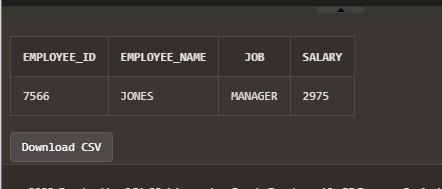 EMPLOYEE_ID EMPLOYEE_NAME JOB SALARY
7566 JONES MANAGER 2975
Download CSV